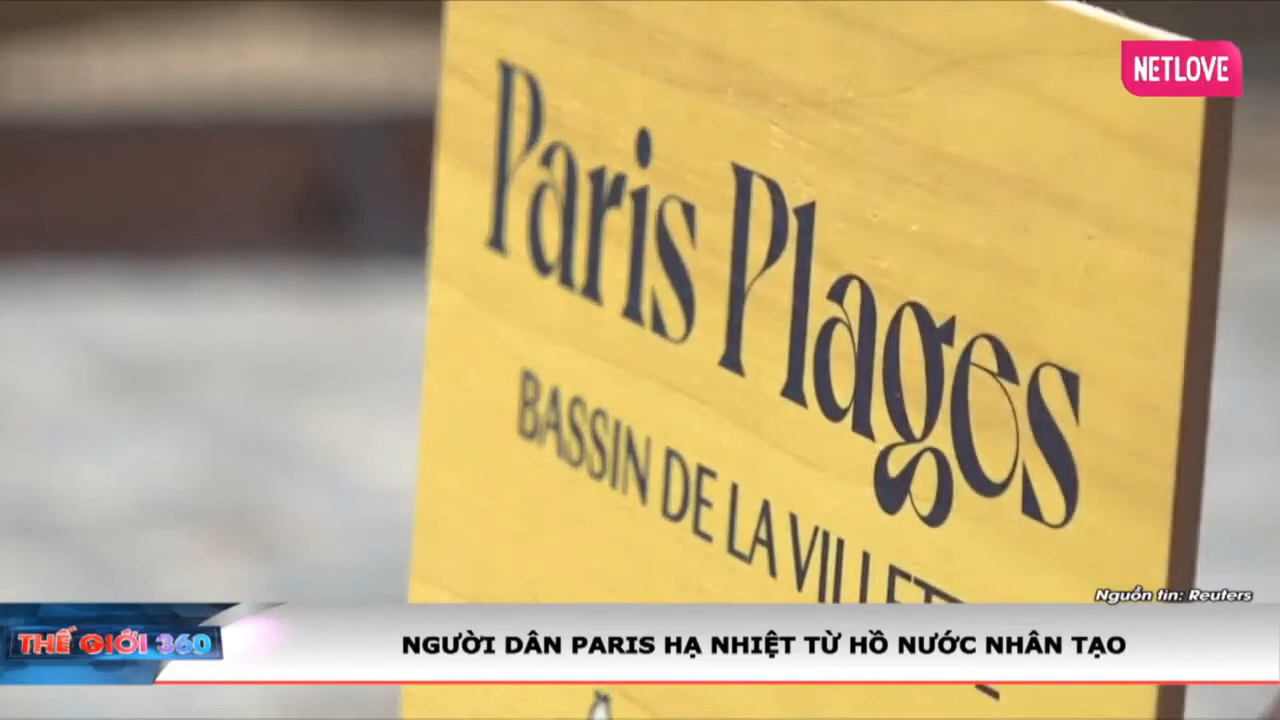 NETLOVE
Paris Plages
BASSIN DE LA
Nguồn tin: Reuters
THẾ GIỚI 360
NGƯỜI DÂN PARIS HẠ NHIỆT TỪ HỒ NƯỚC NHÂN TẠO